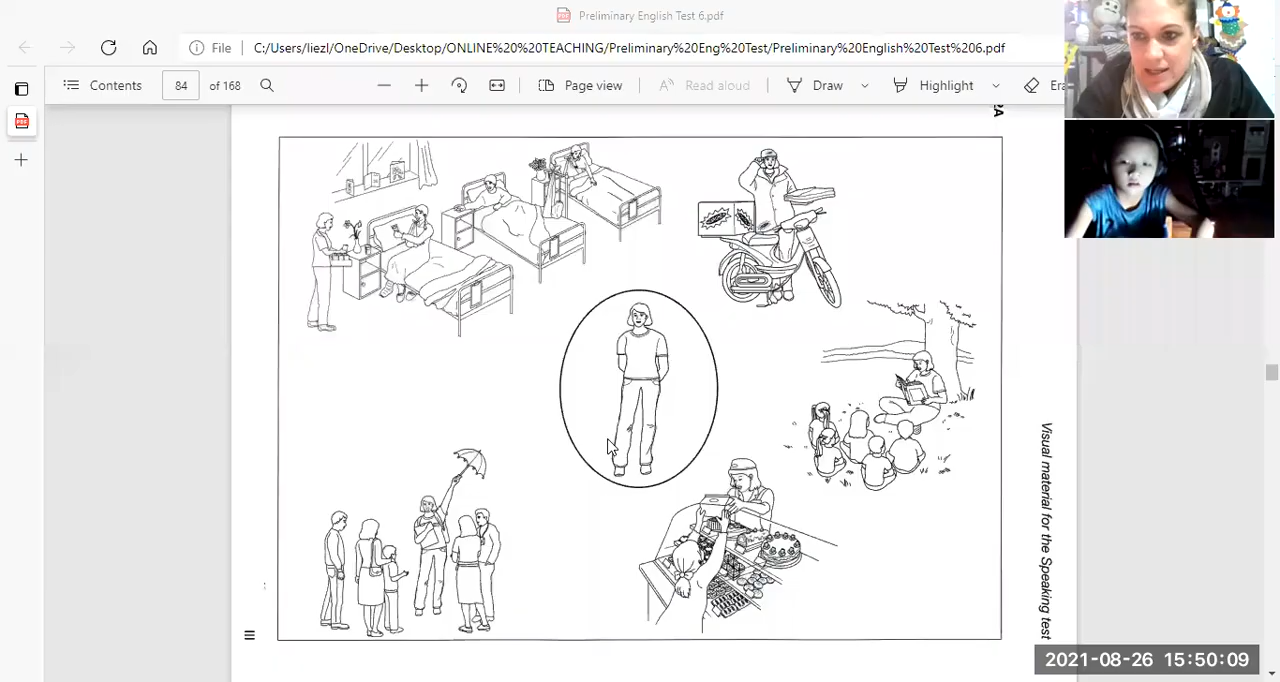 Preliminary English Test 6.pdf
File C:/Users/liezl/OneDrive/Desktop/ONLINE%20%20TEACHING/Preliminary%20Eng%20Test/Preliminary%20English%20Test%206.pdf
Contents 84 of 168 Page view Read aloud Draw Highlight Era
Visual material for the Speaking test
2021-08-26 15:50:09